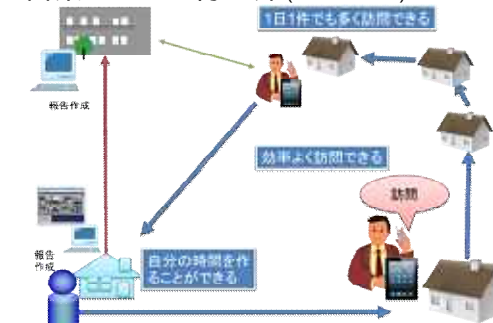 1日1件でも多く訪問できる
報告作成
効率よく訪問できる
訪問
報告
作成
自分の時間を作
ることができる